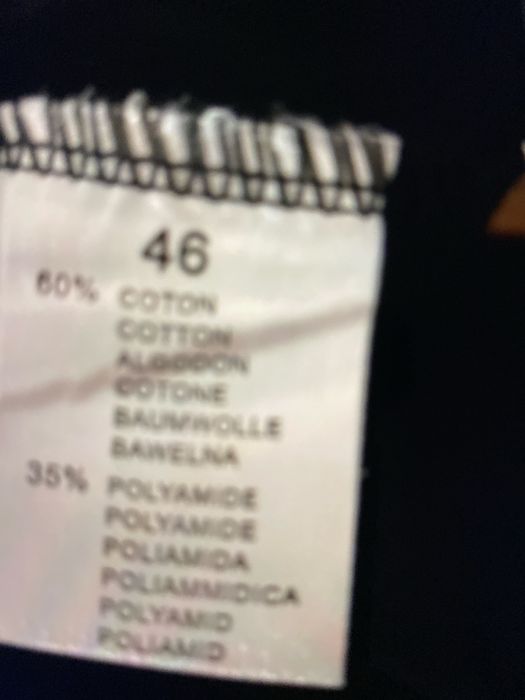 46
60% COTON
COTTON
ALGODON
COTONE
BAUMWOLLE
BAWELNA
35% POLYAMIDE
POLYAMIDE
POLIAMIDA
POLIAMMIDICA
POLYAMID
POLIAMID